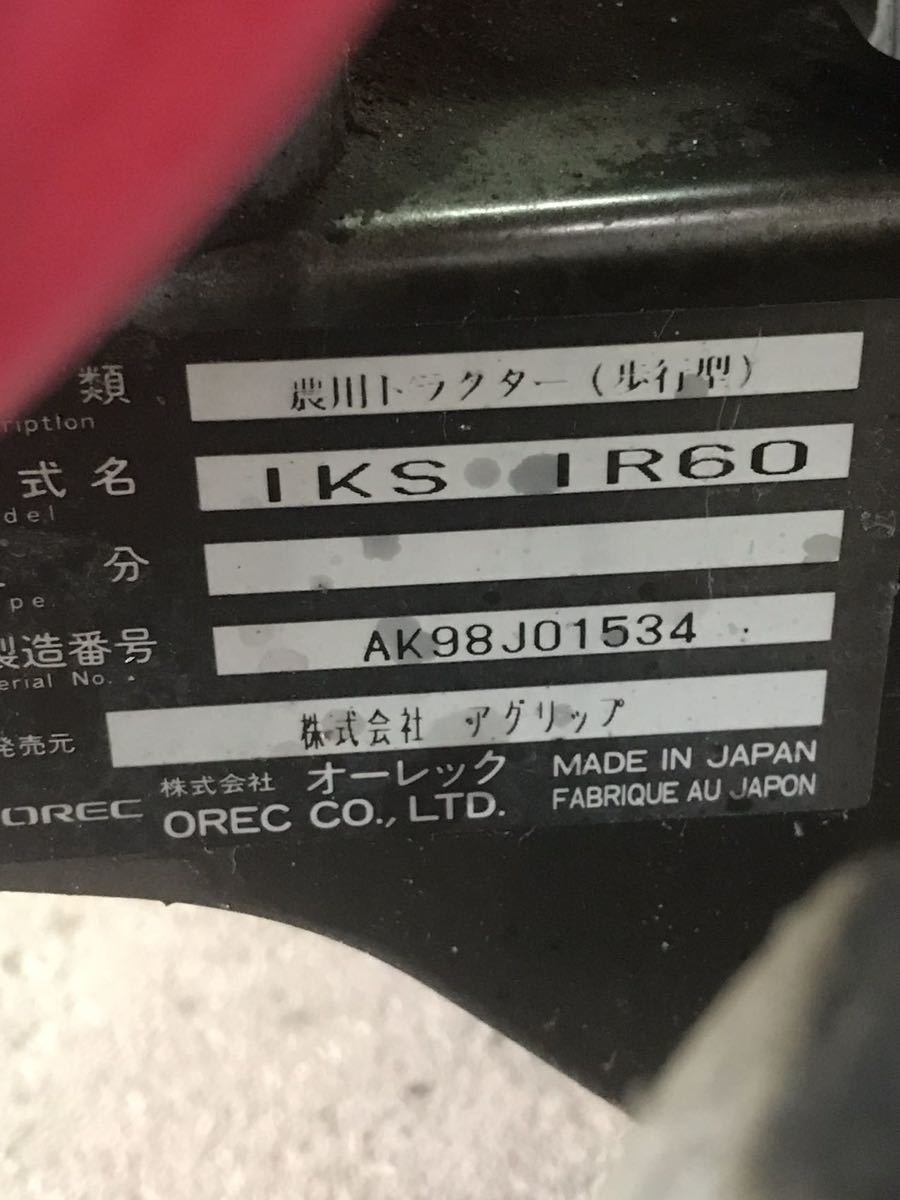 類 農用トラクター(歩行型)
ription
式名 IKS IR60
del
分
pe
製造番号 AK98J01534
erial No.
発売元 株式会社 アグリップ
株式会社 オーレック MADE IN JAPAN
OREC OREC CO., LTD. FABRIQUE AU JAPON